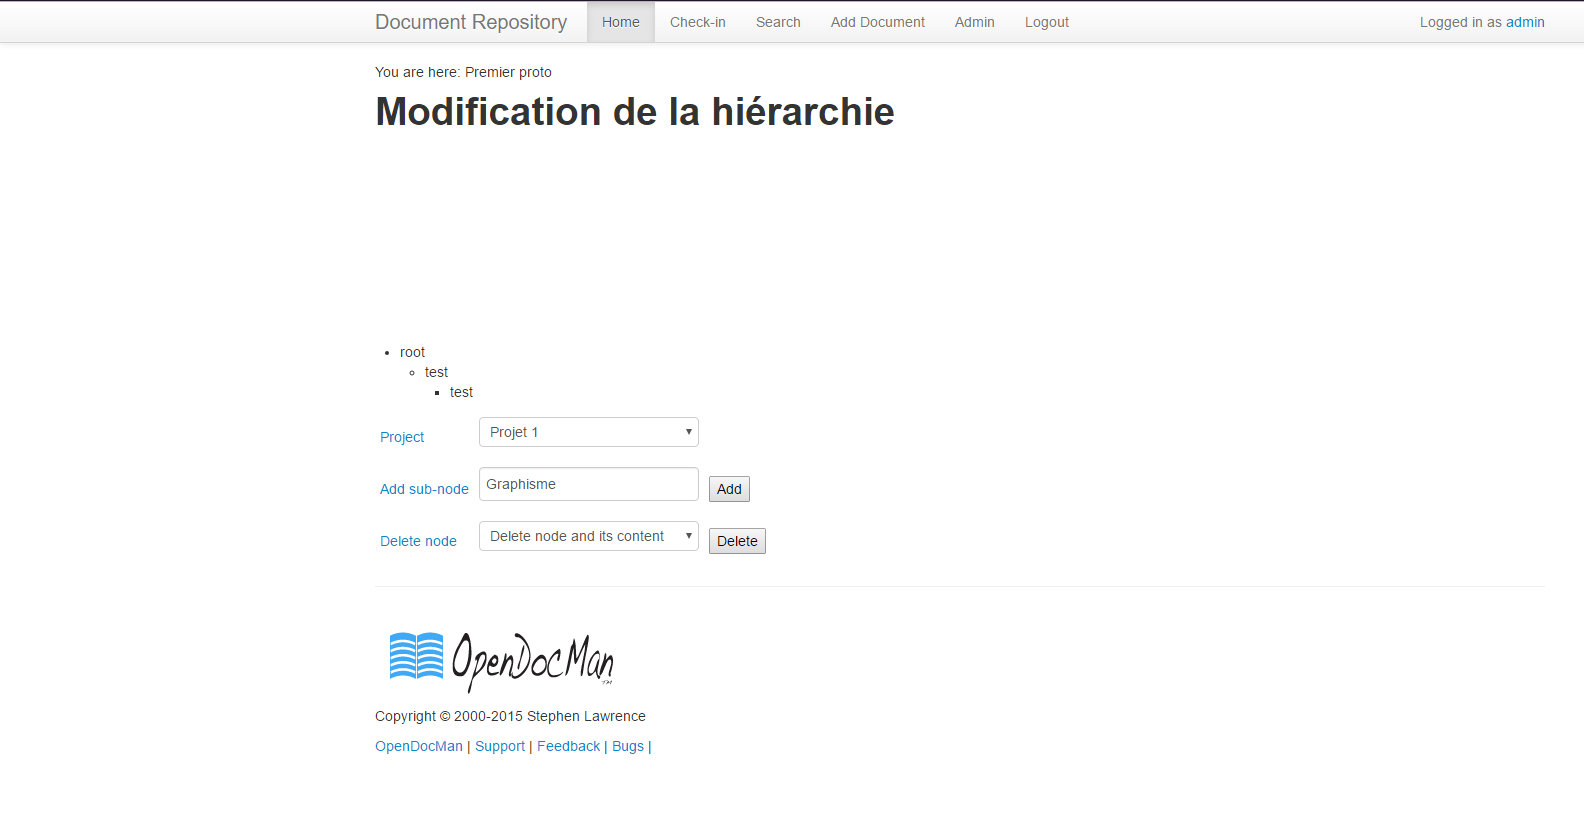 Document Repository Home Check-in Search Add Document Admin Logout Logged in as admin
You are here: Premier proto
Modification de la hiérarchie
root
test
test
Project Projet 1
Add sub-node Graphisme Add
Delete node Delete node and its content Delete
OpenDocMan™
Copyright © 2000-2015 Stephen Lawrence
OpenDocMan | Support | Feedback | Bugs |